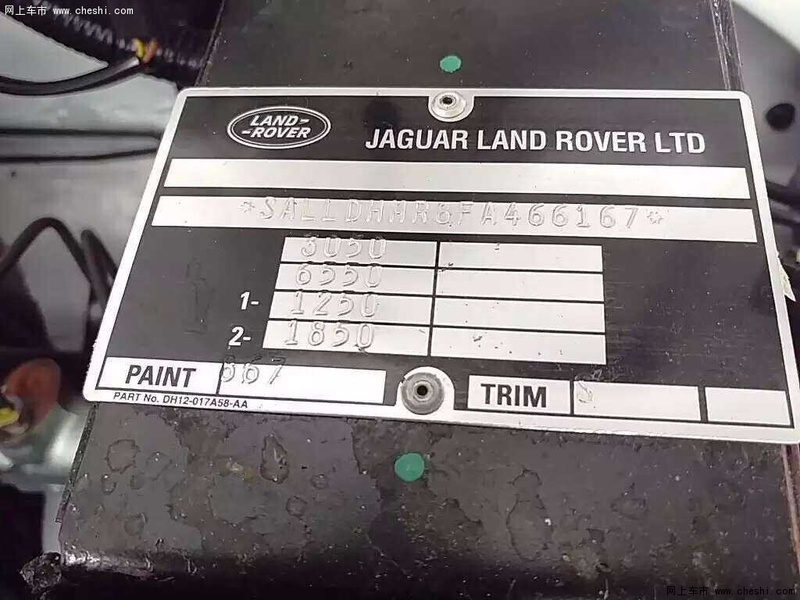 网上车市 · www.cheshi.com
LAND-
-ROVER
JAGUAR LAND ROVER LTD
3050
6550
1- 1250
2- 1850
PAINT 867
TRIM
PART No. DH12-017A58-AA
网上车市 · www.cheshi.com